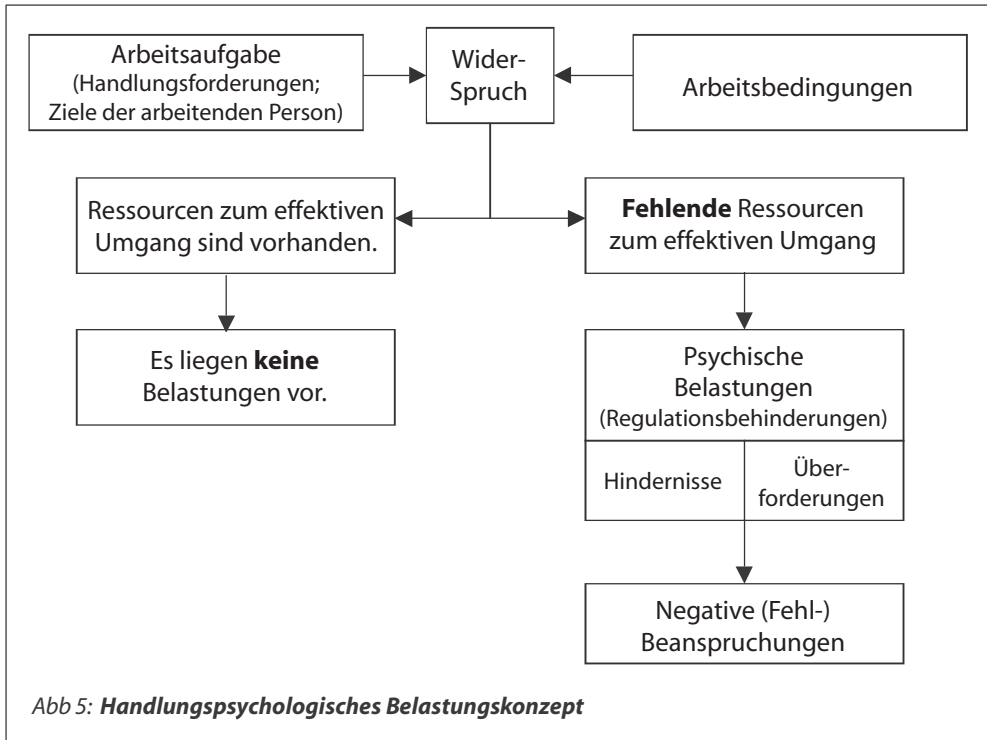 Arbeitsaufgabe
(Handlungsforderungen;
Ziele der arbeitenden Person)
Wider-
Spruch
Arbeitsbedingungen
Ressourcen zum effektiven
Umgang sind vorhanden.
Fehlende Ressourcen
zum effektiven Umgang
Es liegen keine
Belastungen vor.
Psychische
Belastungen
(Regulationsbehinderungen)
Hindernisse
Über-
forderungen
Negative (Fehl-)
Beanspruchungen
Abb 5: Handlungspsychologisches Belastungskonzept